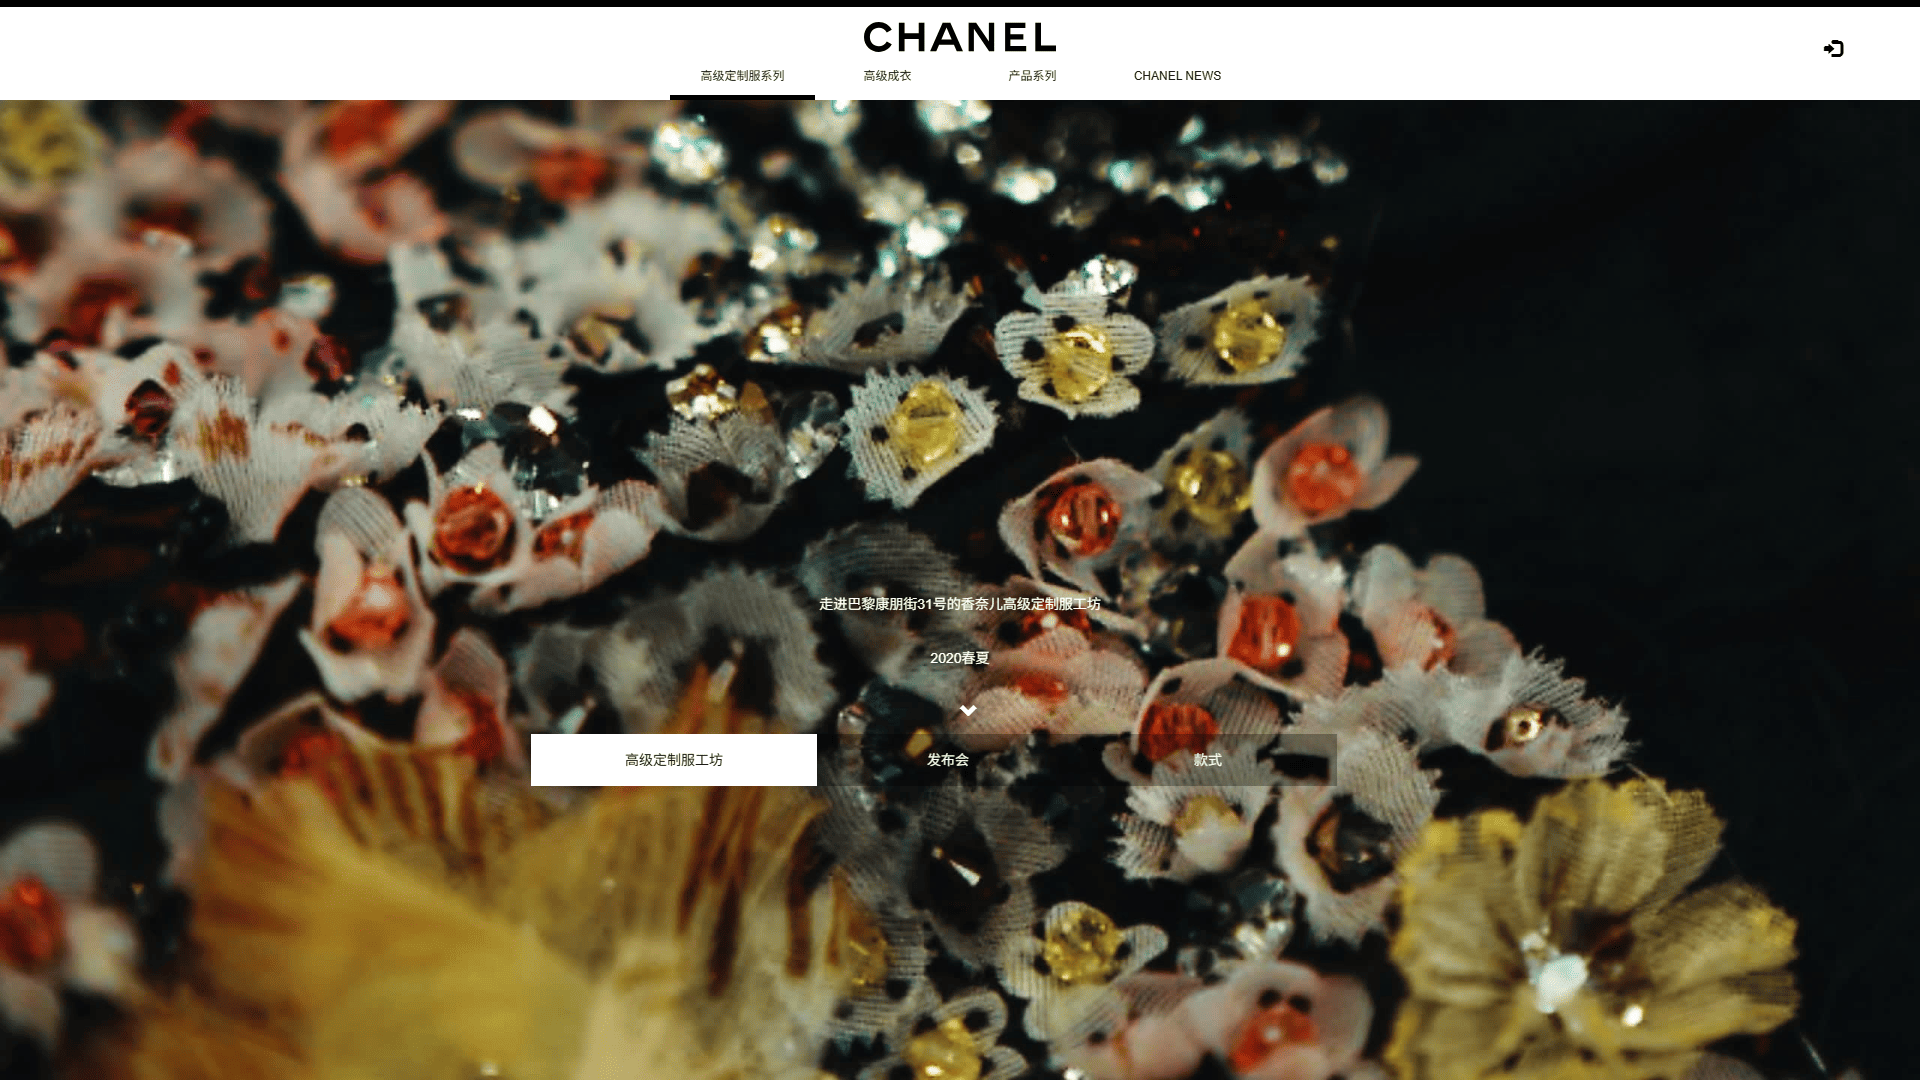 CHANEL
高级定制服系列
高级成衣
产品系列
CHANEL NEWS
走进巴黎康朋街31号的香奈儿高级定制服工坊
2020春夏
高级定制服工坊
发布会
款式